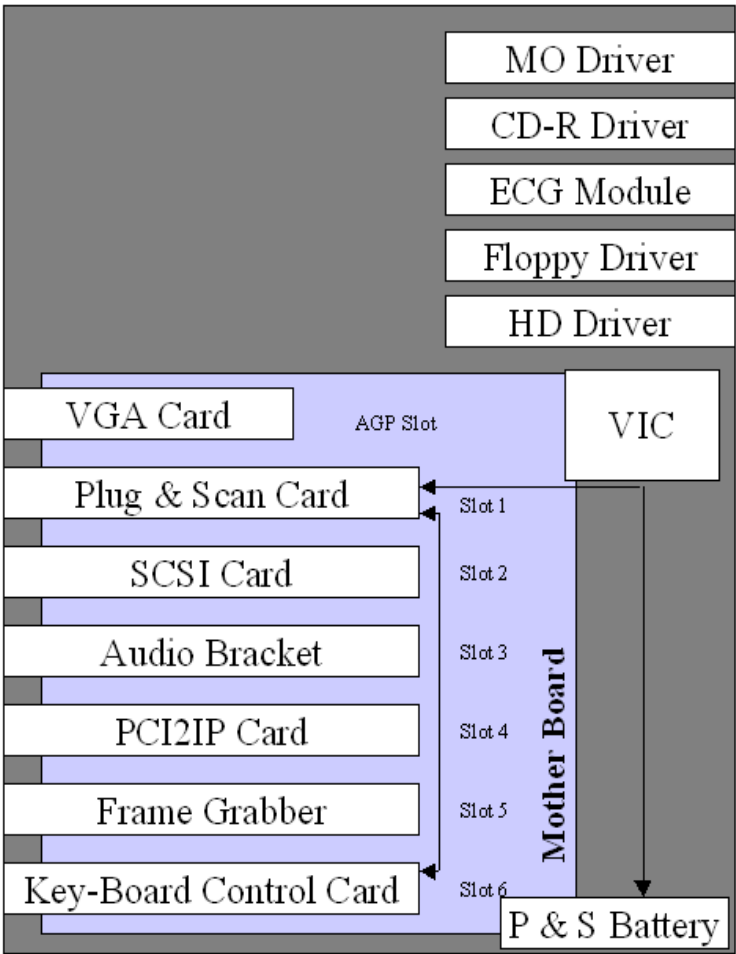 MO Driver
CD-R Driver
ECG Module
Floppy Driver
HD Driver
VGA Card
AGP Slot
VIC
Plug & Scan Card
Slot 1
SCSI Card
Slot 2
Audio Bracket
Slot 3
PCI2IP Card
Slot 4
Frame Grabber
Slot 5
Key-Board Control Card
Slot 6
Mother Board
P & S Battery